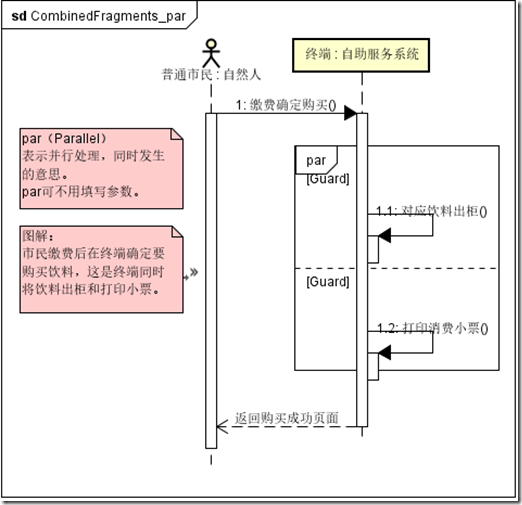 sd CombinedFragments_par
普通市民 : 自然人
终端 : 自助服务系统
1: 缴费确定购买()
par（Parallel）
表示并行处理，同时发生
的意思。
par可不用填写参数。
par
[Guard]
1.1: 对应饮料出柜()
图解：
市民缴费后在终端确定要
购买饮料，这是终端同时
将饮料出柜和打印小票。
[Guard]
1.2: 打印消费小票()
返回购买成功页面